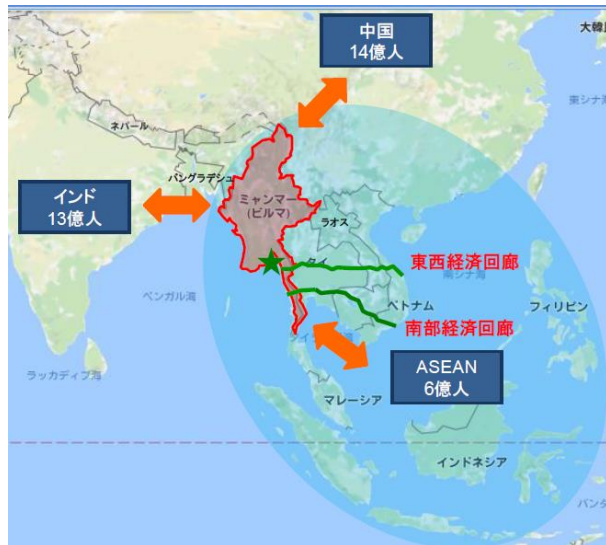 中国
14億人
大韓民
東シナ海
ネパール
バングラデシュ
インド
13億人
ミャンマー
(ビルマ)
ラオス
タイ
東西経済回廊
ベンガル海
ベトナム
フィリピン
南部経済回廊
ラッカディブ海
ASEAN
6億人
マレーシア
インドネシア
バンダ